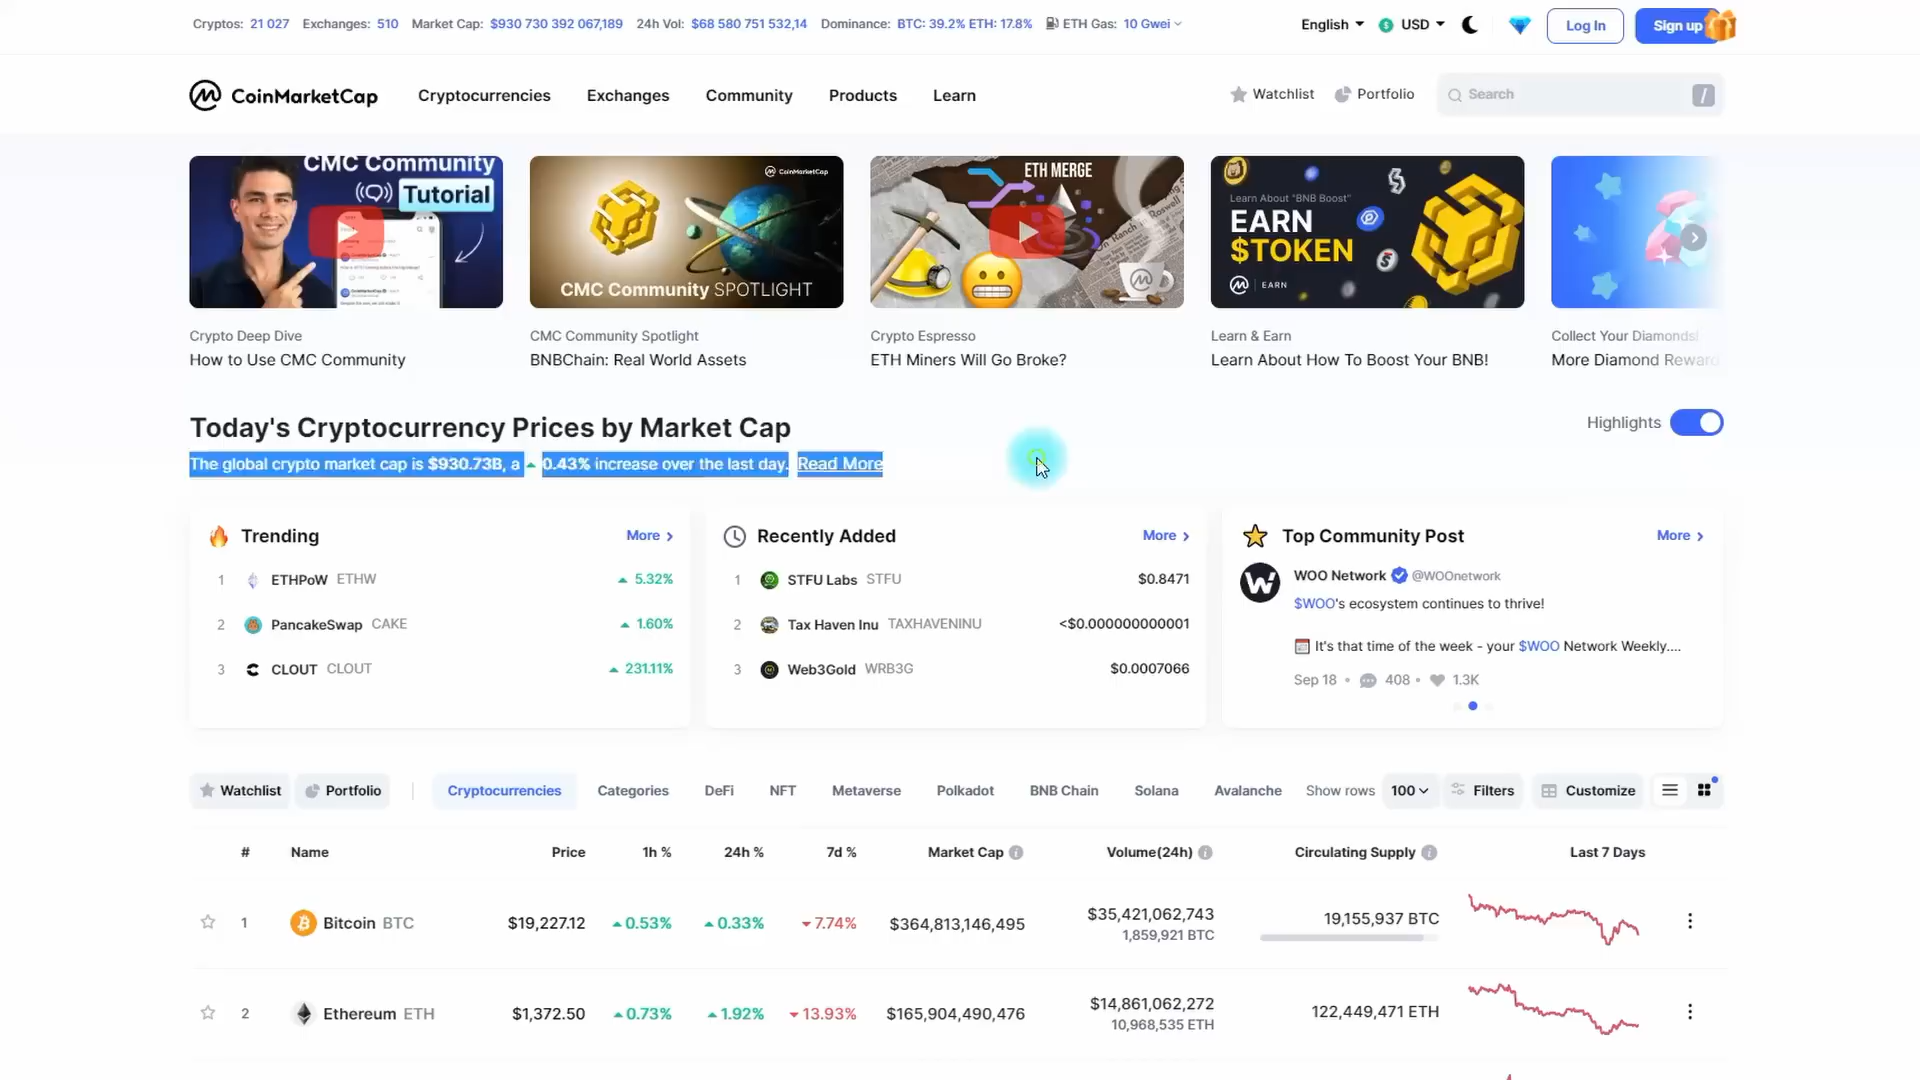 Cryptos: 21 027 Exchanges: 510 Market Cap: $930 730 392 067,189 24h Vol: $68 580 751 532,14 Dominance: BTC: 39.2% ETH: 17.8% ETH Gas: 10 Gwei English USD Log In Sign up
CoinMarketCap Cryptocurrencies Exchanges Community Products Learn Watchlist Portfolio Search /
CMC Community
Tutorial
CoinMarketCap
CMC Community SPOTLIGHT
ETH MERGE
Learn About "BNB Boost"
EARN
$TOKEN
EARN
Crypto Deep Dive
How to Use CMC Community
CMC Community Spotlight
BNBChain: Real World Assets
Crypto Espresso
ETH Miners Will Go Broke?
Learn & Earn
Learn About How To Boost Your BNB!
Collect Your Diamonds!
More Diamond Rewar
Today's Cryptocurrency Prices by Market Cap
Highlights
The global crypto market cap is $930.73B, a 0.43% increase over the last day. Read More
Trending More
1 ETHPoW ETHW 5.32%
2 PancakeSwap CAKE 1.60%
3 CLOUT CLOUT 231.11%
Recently Added More
1 STFU Labs STFU $0.8471
2 Tax Haven Inu TAXHAVENINU <$0.000000000001
3 Web3Gold WRB3G $0.0007066
Top Community Post More
WOO Network @WOOnetwork
$WOO's ecosystem continues to thrive!
It's that time of the week - your $WOO Network Weekly....
Sep 18 • 408 • 1.3K
Watchlist Portfolio Cryptocurrencies Categories DeFi NFT Metaverse Polkadot BNB Chain Solana Avalanche Show rows 100 Filters Customize
# Name Price 1h % 24h % 7d % Market Cap Volume(24h) Circulating Supply Last 7 Days
1 Bitcoin BTC $19,227.12 0.53% 0.33% 7.74% $364,813,146,495 $35,421,062,743 19,155,937 BTC
1,859,921 BTC
2 Ethereum ETH $1,372.50 0.73% 1.92% 13.93% $165,904,490,476 $14,861,062,272 122,449,471 ETH
10,968,535 ETH